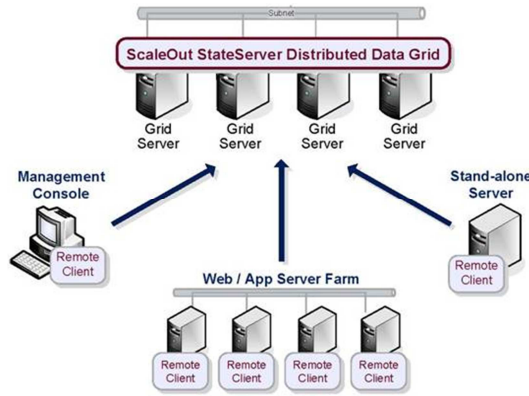 Subnet
ScaleOut StateServer Distributed Data Grid
Grid Server
Grid Server
Grid Server
Grid Server
Management
Console
Remote
Client
Stand-alone
Server
Remote
Client
Web / App Server Farm
Remote
Client
Remote
Client
Remote
Client
Remote
Client